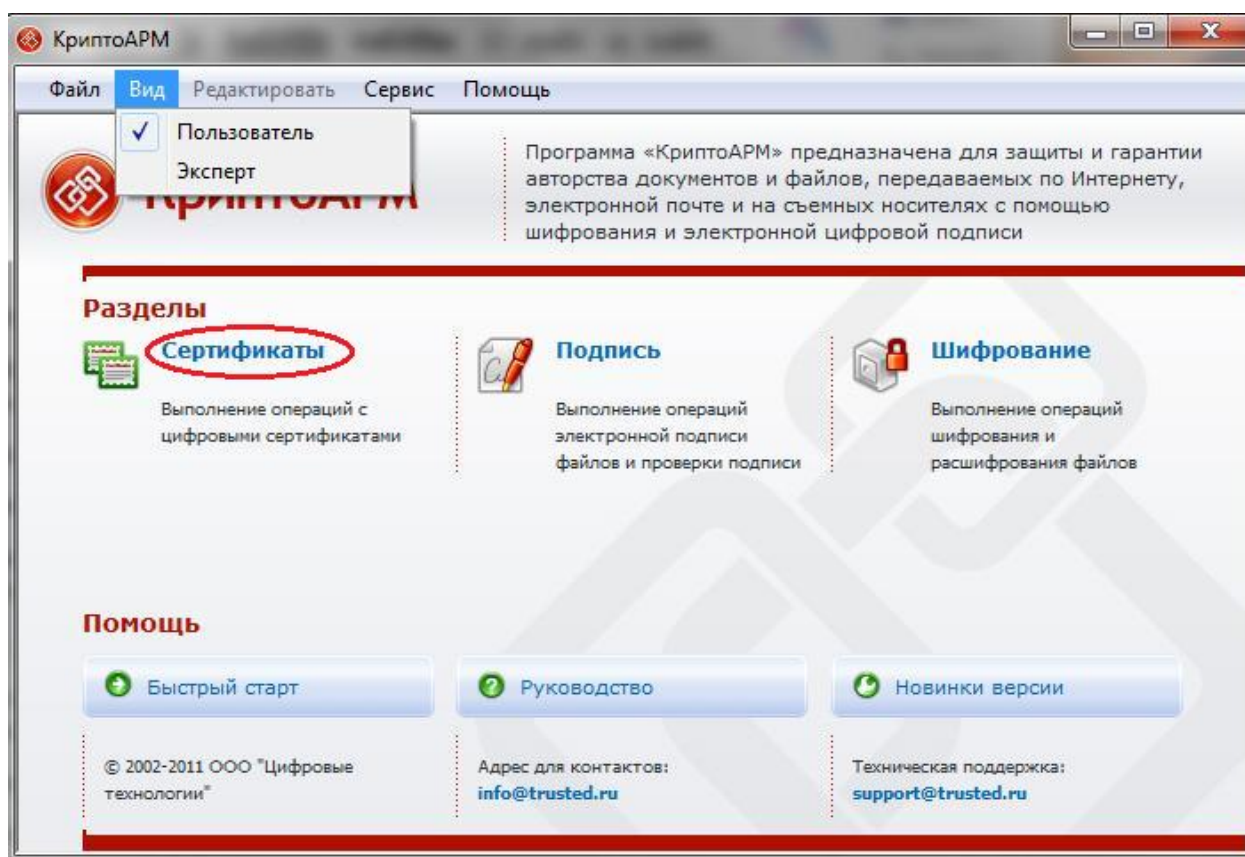 КриптоАРМ
Файл Вид Редактировать Сервис Помощь
Пользователь
Эксперт
КриптоАРМ
Программа «КриптоАРМ» предназначена для защиты и гарантии
авторства документов и файлов, передаваемых по Интернету,
электронной почте и на съемных носителях с помощью
шифрования и электронной цифровой подписи
Разделы
Сертификаты
Выполнение операций с
цифровыми сертификатами
Подпись
Выполнение операций
электронной подписи
файлов и проверки подписи
Шифрование
Выполнение операций
шифрования и
расшифрования файлов
Помощь
Быстрый старт
Руководство
Новинки версии
© 2002-2011 ООО "Цифровые
технологии"
Адрес для контактов:
info@trusted.ru
Техническая поддержка:
support@trusted.ru